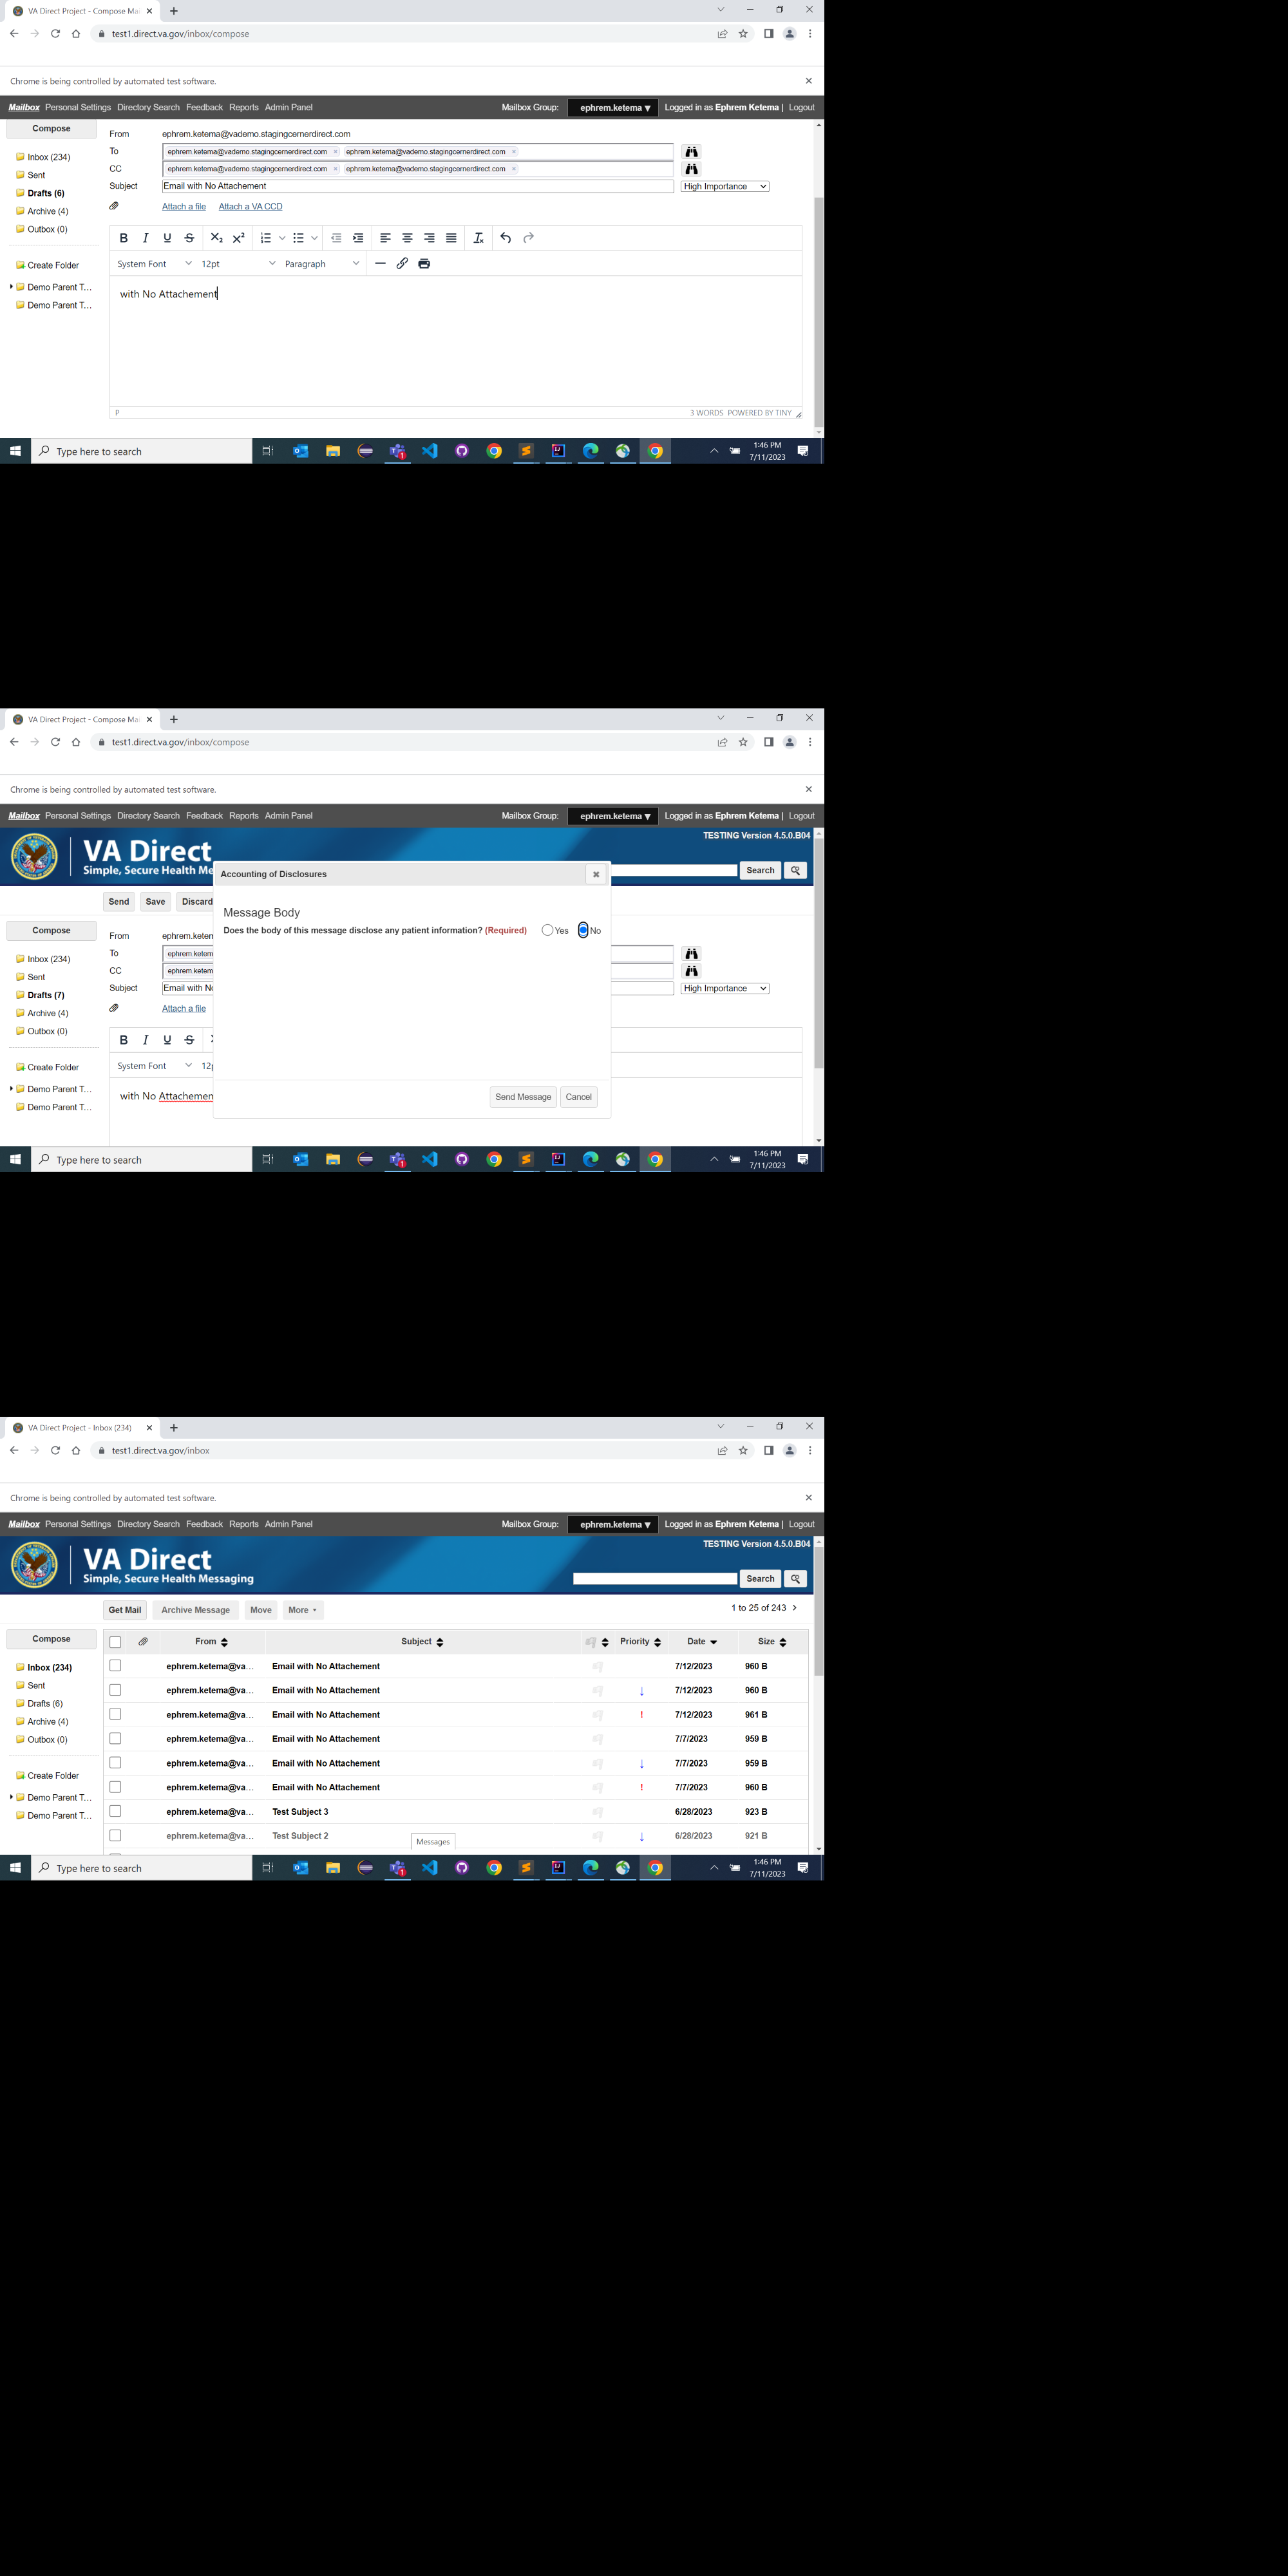 VA Direct Project - Compose Mai
test1.direct.va.gov/inbox/compose
Chrome is being controlled by automated test software.
Mailbox Personal Settings Directory Search Feedback Reports Admin Panel Mailbox Group: ephrem.ketema ▼ Logged in as Ephrem Ketema | Logout
Compose
From ephrem.ketema@vademo.stagingcernerdirect.com
To ephrem.ketema@vademo.stagingcernerdirect.com × ephrem.ketema@vademo.stagingcernerdirect.com ×
Inbox (234)
CC ephrem.ketema@vademo.stagingcernerdirect.com × ephrem.ketema@vademo.stagingcernerdirect.com ×
Sent
Subject Email with No Attachement High Importance
Drafts (6)
Attach a file Attach a VA CCD
Archive (4)
Outbox (0)
B I U S X₂ X²
System Font 12pt Paragraph
Create Folder
Demo Parent T...
with No Attachement
Demo Parent T...
P 3 WORDS POWERED BY TINY
Type here to search
1:46 PM
7/11/2023
VA Direct Project - Compose Mai
test1.direct.va.gov/inbox/compose
Chrome is being controlled by automated test software.
Mailbox Personal Settings Directory Search Feedback Reports Admin Panel Mailbox Group: ephrem.ketema ▼ Logged in as Ephrem Ketema | Logout
TESTING Version 4.5.0.B04
VA Direct
Simple, Secure Health Me
Search
Accounting of Disclosures
Send Save Discard
Message Body
Does the body of this message disclose any patient information? (Required) Yes No
Compose
From ephrem.keten
To ephrem.ketem
Inbox (234)
CC ephrem.ketem
Sent
Subject Email with No High Importance
Drafts (7)
Attach a file
Archive (4)
Outbox (0)
B I U S
System Font 12p
Create Folder
Demo Parent T...
with No Attachemen
Send Message Cancel
Demo Parent T...
Type here to search
1:46 PM
7/11/2023
VA Direct Project - Inbox (234)
test1.direct.va.gov/inbox
Chrome is being controlled by automated test software.
Mailbox Personal Settings Directory Search Feedback Reports Admin Panel Mailbox Group: ephrem.ketema ▼ Logged in as Ephrem Ketema | Logout
TESTING Version 4.5.0.B04
VA Direct
Simple, Secure Health Messaging
Search
Get Mail Archive Message Move More 1 to 25 of 243 >
Compose
From Subject Priority Date Size
Inbox (234)
ephrem.ketema@va... Email with No Attachement 7/12/2023 960 B
Sent
ephrem.ketema@va... Email with No Attachement ↓ 7/12/2023 960 B
Drafts (6)
ephrem.ketema@va... Email with No Attachement ! 7/12/2023 961 B
Archive (4)
Outbox (0)
ephrem.ketema@va... Email with No Attachement 7/7/2023 959 B
ephrem.ketema@va... Email with No Attachement ↓ 7/7/2023 959 B
Create Folder
ephrem.ketema@va... Email with No Attachement ! 7/7/2023 960 B
Demo Parent T...
ephrem.ketema@va... Test Subject 3 6/28/2023 923 B
Demo Parent T...
ephrem.ketema@va... Test Subject 2 ↓ 6/28/2023 921 B
Messages
Type here to search
1:46 PM
7/11/2023